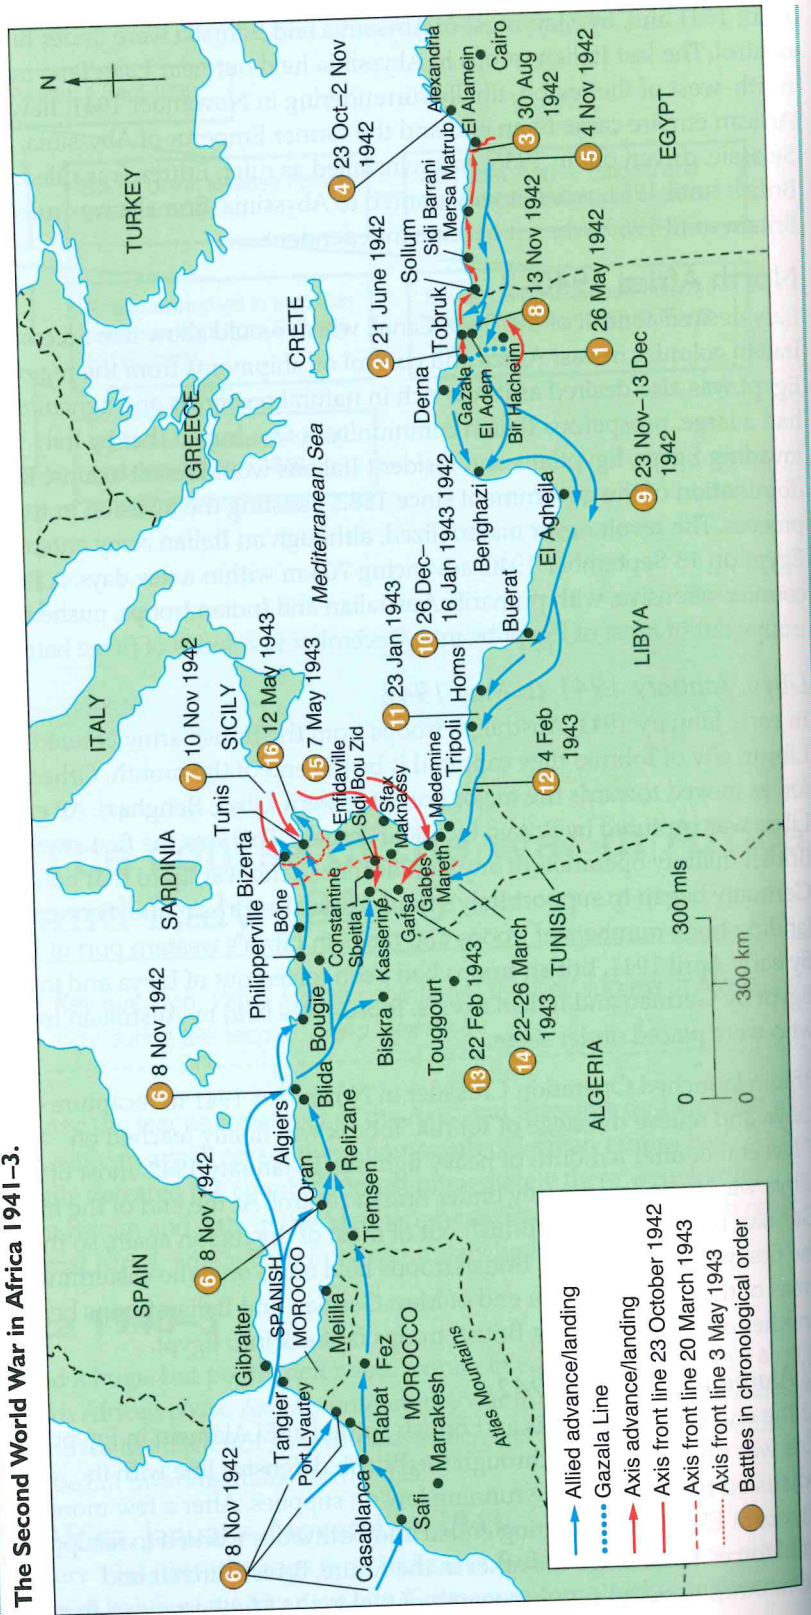 The Second World War in Africa 1941–3.
N
SPAIN
SARDINIA
ITALY
GREECE
TURKEY
SICILY
CRETE
Mediterranean Sea
6 8 Nov 1942
6 8 Nov 1942
6 8 Nov 1942
7 10 Nov 1942
16 12 May 1943
15 7 May 1943
11 23 Jan 1943
10 26 Dec–
16 Jan 1943 1942
2 21 June 1942
4 23 Oct–2 Nov
1942
3 30 Aug
1942
5 4 Nov 1942
8 13 Nov 1942
1 26 May 1942
9 23 Nov–13 Dec
1942
12 4 Feb
1943
13 22 Feb 1943
14 22–26 March
1943
Gibralter
SPANISH
MOROCCO
Tangier
Port Lyautey
Melilla
Casablanca
Rabat
Fez
Safi
Marrakesh
MOROCCO
Atlas Mountains
Oran
Tlemsen
Relizane
Algiers
Blida
Bougie
Philipperville
Bône
Constantine
Bizerta
Tunis
Enfidaville
Sidi Bou Zid
Sfax
Maknassy
Sbeitla
Kasserine
Gafsa
Gabes
Mareth
Medenine
Biskra
Touggourt
ALGERIA
TUNISIA
Tripoli
Homs
Buerat
El Agheila
Benghazi
LIBYA
Derna
Gazala
El Adem
Bir Hacheim
Tobruk
Sollum
Sidi Barrani
Mersa Matrub
El Alamein
Alexandria
Cairo
EGYPT
0 300 mls
0 300 km
Allied advance/landing
Gazala Line
Axis advance/landing
Axis front line 23 October 1942
Axis front line 20 March 1943
Axis front line 3 May 1943
Battles in chronological order